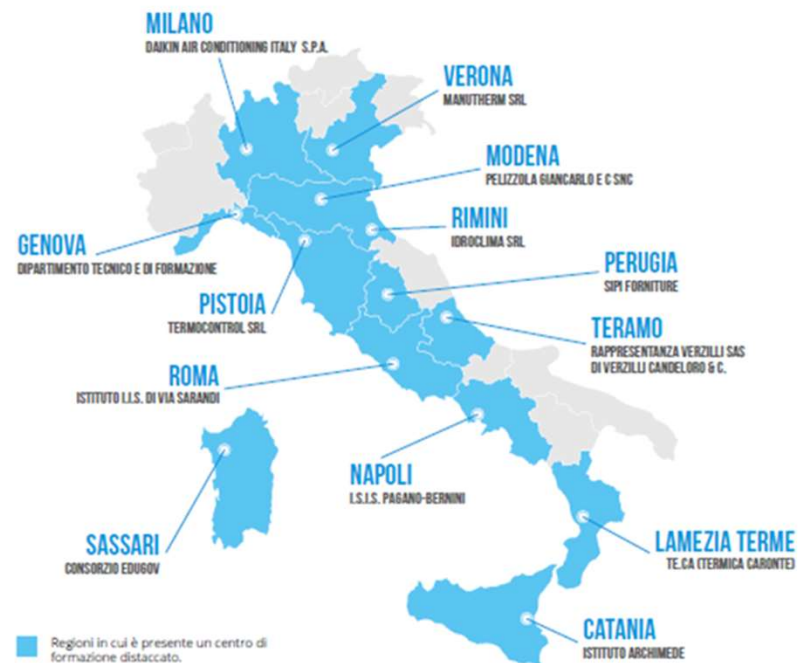 MILANO
DAIKIN AIR CONDITIONING ITALY S.P.A.
VERONA
MANUTHERM SRL
MODENA
PELIZZOLA GIANCARLO E C SNC
RIMINI
IDROCLIMA SRL
GENOVA
DIPARTIMENTO TECNICO E DI FORMAZIONE
PERUGIA
SIPI FORNITURE
PISTOIA
TERMOCONTROL SRL
TERAMO
RAPPRESENTANZA VERZILLI SAS
DI VERZILLI CANDELORO & C.
ROMA
ISTITUTO I.I.S. DI VIA SARANDI
NAPOLI
I.S.I.S. PAGANO-BERNINI
SASSARI
CONSORZIO EDUGOV
LAMEZIA TERME
TE.CA (TERMICA CARONTE)
CATANIA
ISTITUTO ARCHIMEDE
Regioni in cui è presente un centro di
formazione distaccato.